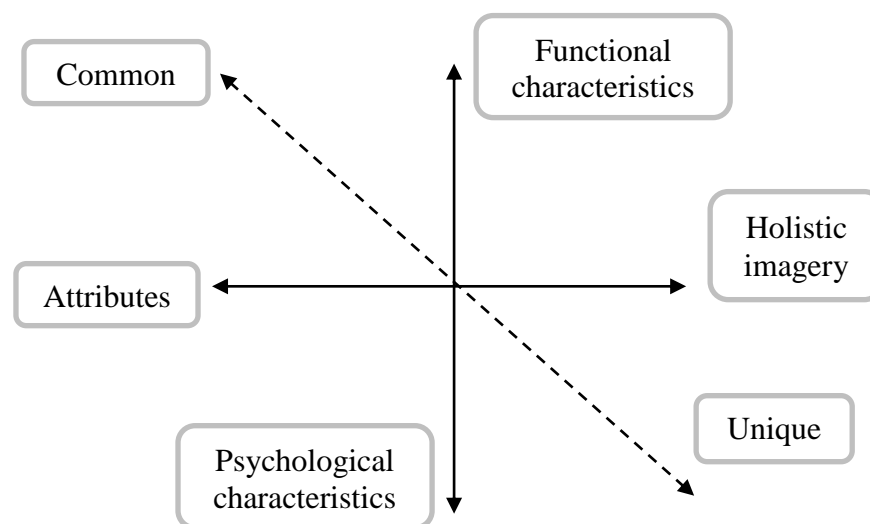 Common
Functional
characteristics
Attributes
Holistic
imagery
Psychological
characteristics
Unique